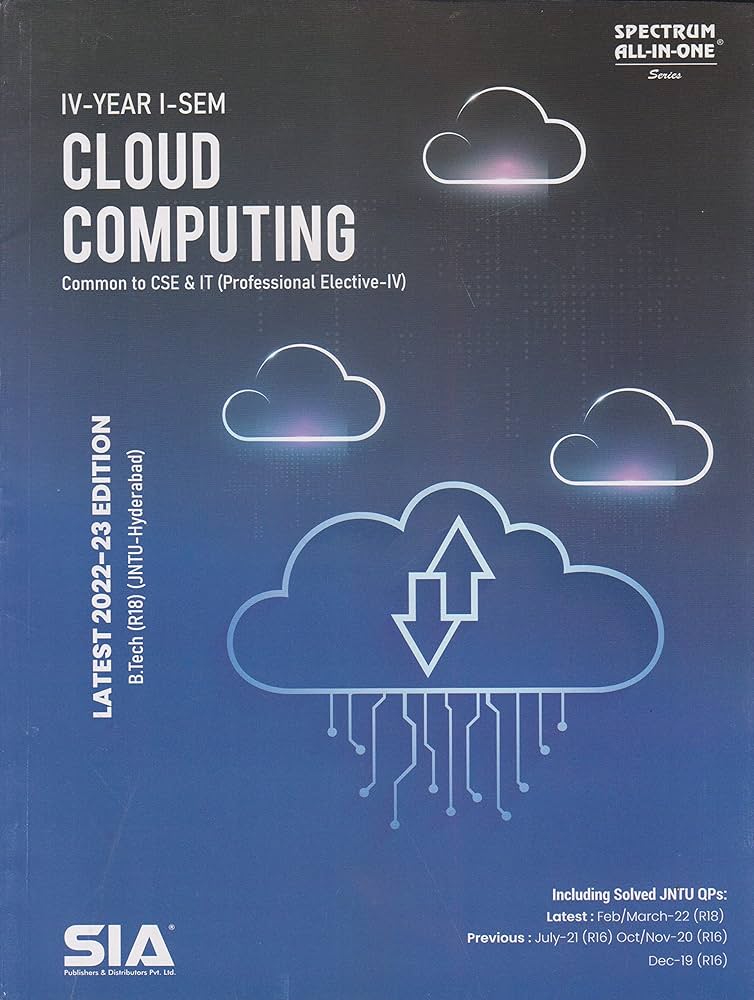 SPECTRUM
ALL-IN-ONE®
Series
IV-YEAR I-SEM
CLOUD
COMPUTING
Common to CSE & IT (Professional Elective-IV)
LATEST 2022-23 EDITION
B.Tech (R18) (JNTU-Hyderabad)
Including Solved JNTU QPs:
Latest : Feb/March-22 (R18)
Previous : July-21 (R16) Oct/Nov-20 (R16)
Dec-19 (R16)
SIA®
Publishers & Distributors Pvt. Ltd.